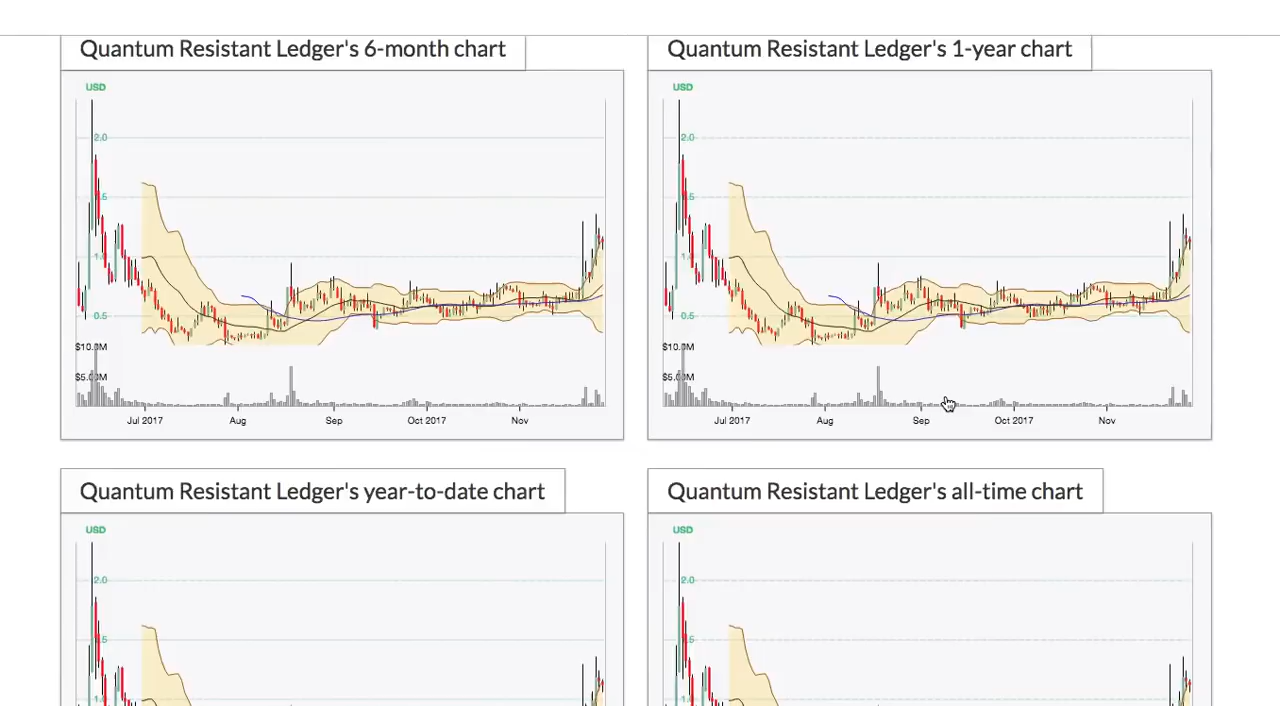 Quantum Resistant Ledger's 6-month chart
USD
2.0
$10.0M
0.5
$5.00M
Jul 2017 Aug Sep Oct 2017 Nov
Quantum Resistant Ledger's 1-year chart
USD
2.0
0.5
$10.0M
Jul 2017 Aug Sep Oct 2017 Nov
Quantum Resistant Ledger's year-to-date chart
USD
2.0
Quantum Resistant Ledger's all-time chart
USD
2.0